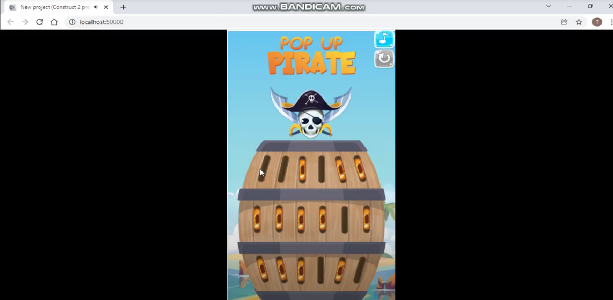 www.BANDICAM.com
New project (Construct 2 pr
localhost:50000
POP UP
PIRATE